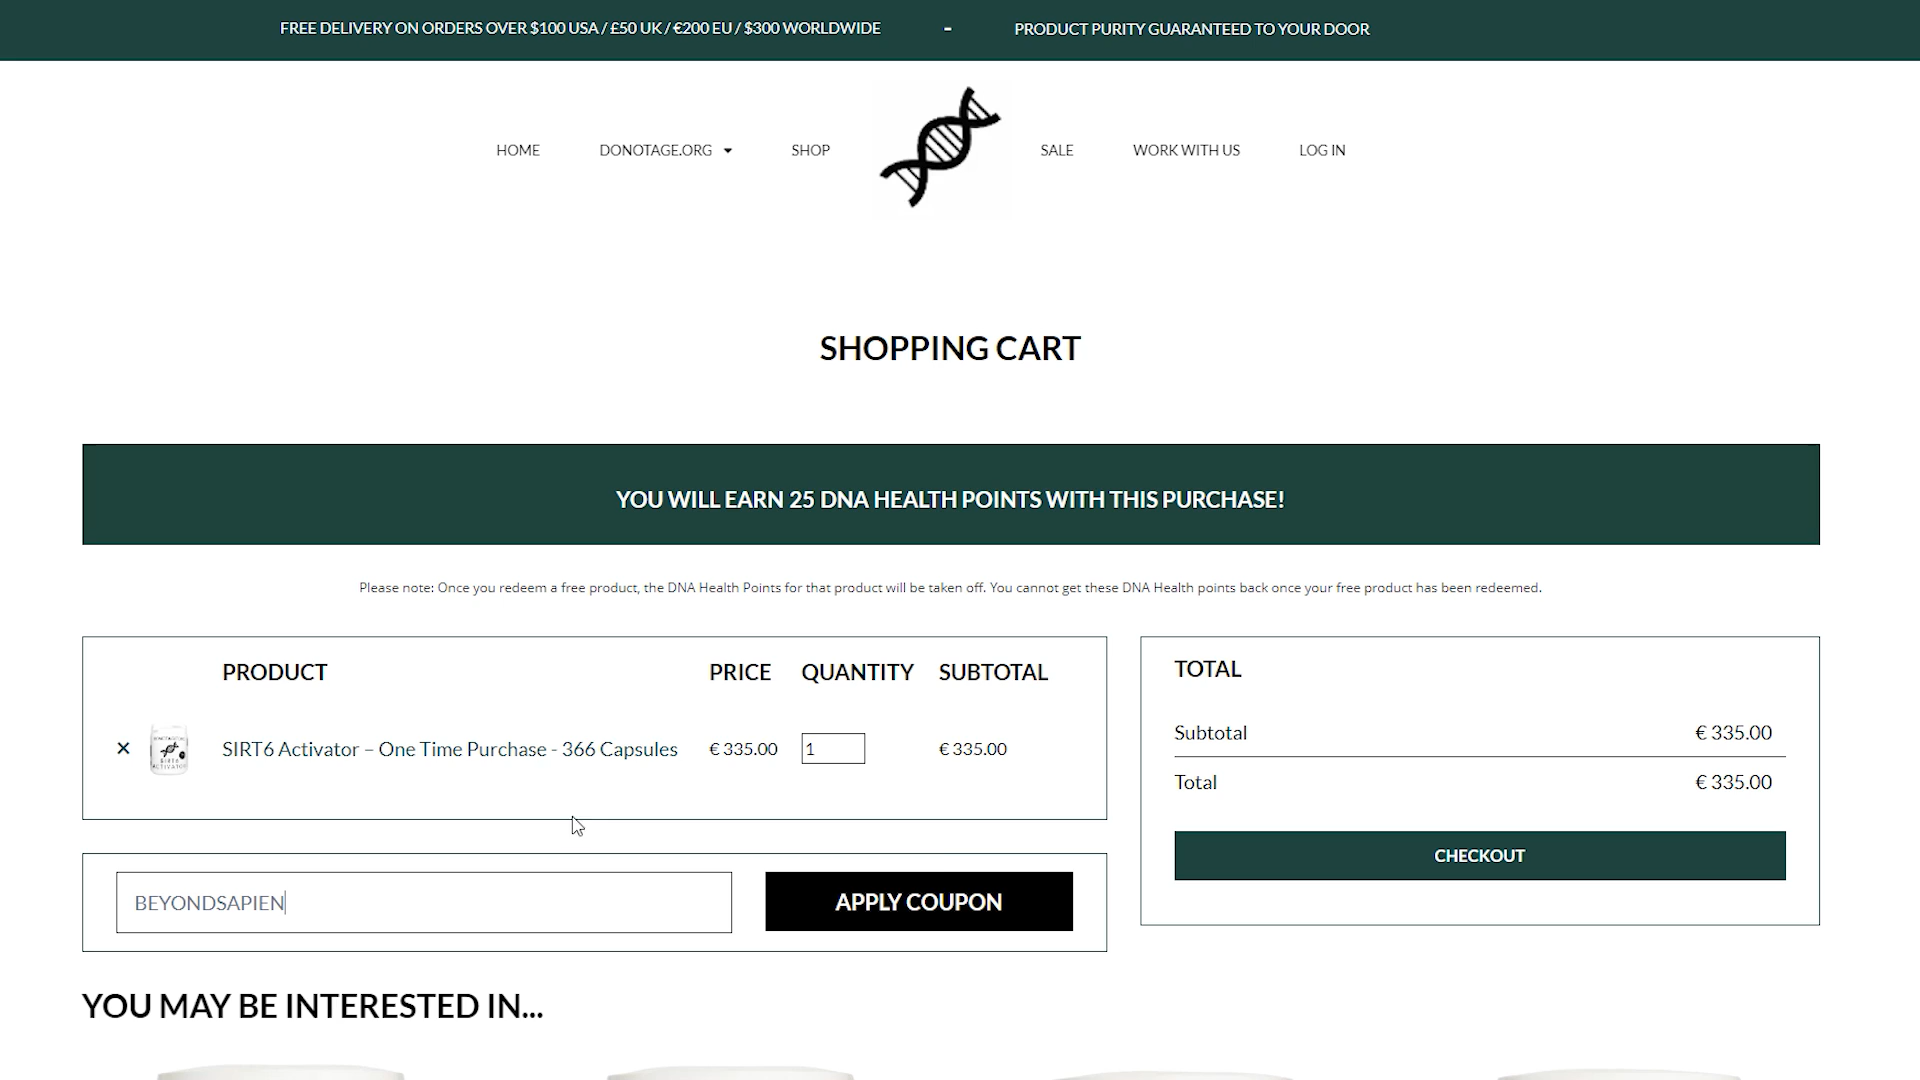 FREE DELIVERY ON ORDERS OVER $100 USA / £50 UK / €200 EU / $300 WORLDWIDE - PRODUCT PURITY GUARANTEED TO YOUR DOOR
HOME DONOTAGE.ORG SHOP SALE WORK WITH US LOG IN
SHOPPING CART
YOU WILL EARN 25 DNA HEALTH POINTS WITH THIS PURCHASE!
Please note: Once you redeem a free product, the DNA Health Points for that product will be taken off. You cannot get these DNA Health points back once your free product has been redeemed.
PRODUCT PRICE QUANTITY SUBTOTAL
× SIRT6 Activator – One Time Purchase - 366 Capsules € 335.00 1 € 335.00
SIRT6
ACTIVATOR
TOTAL
Subtotal € 335.00
Total € 335.00
CHECKOUT
BEYONDSAPIEN APPLY COUPON
YOU MAY BE INTERESTED IN...